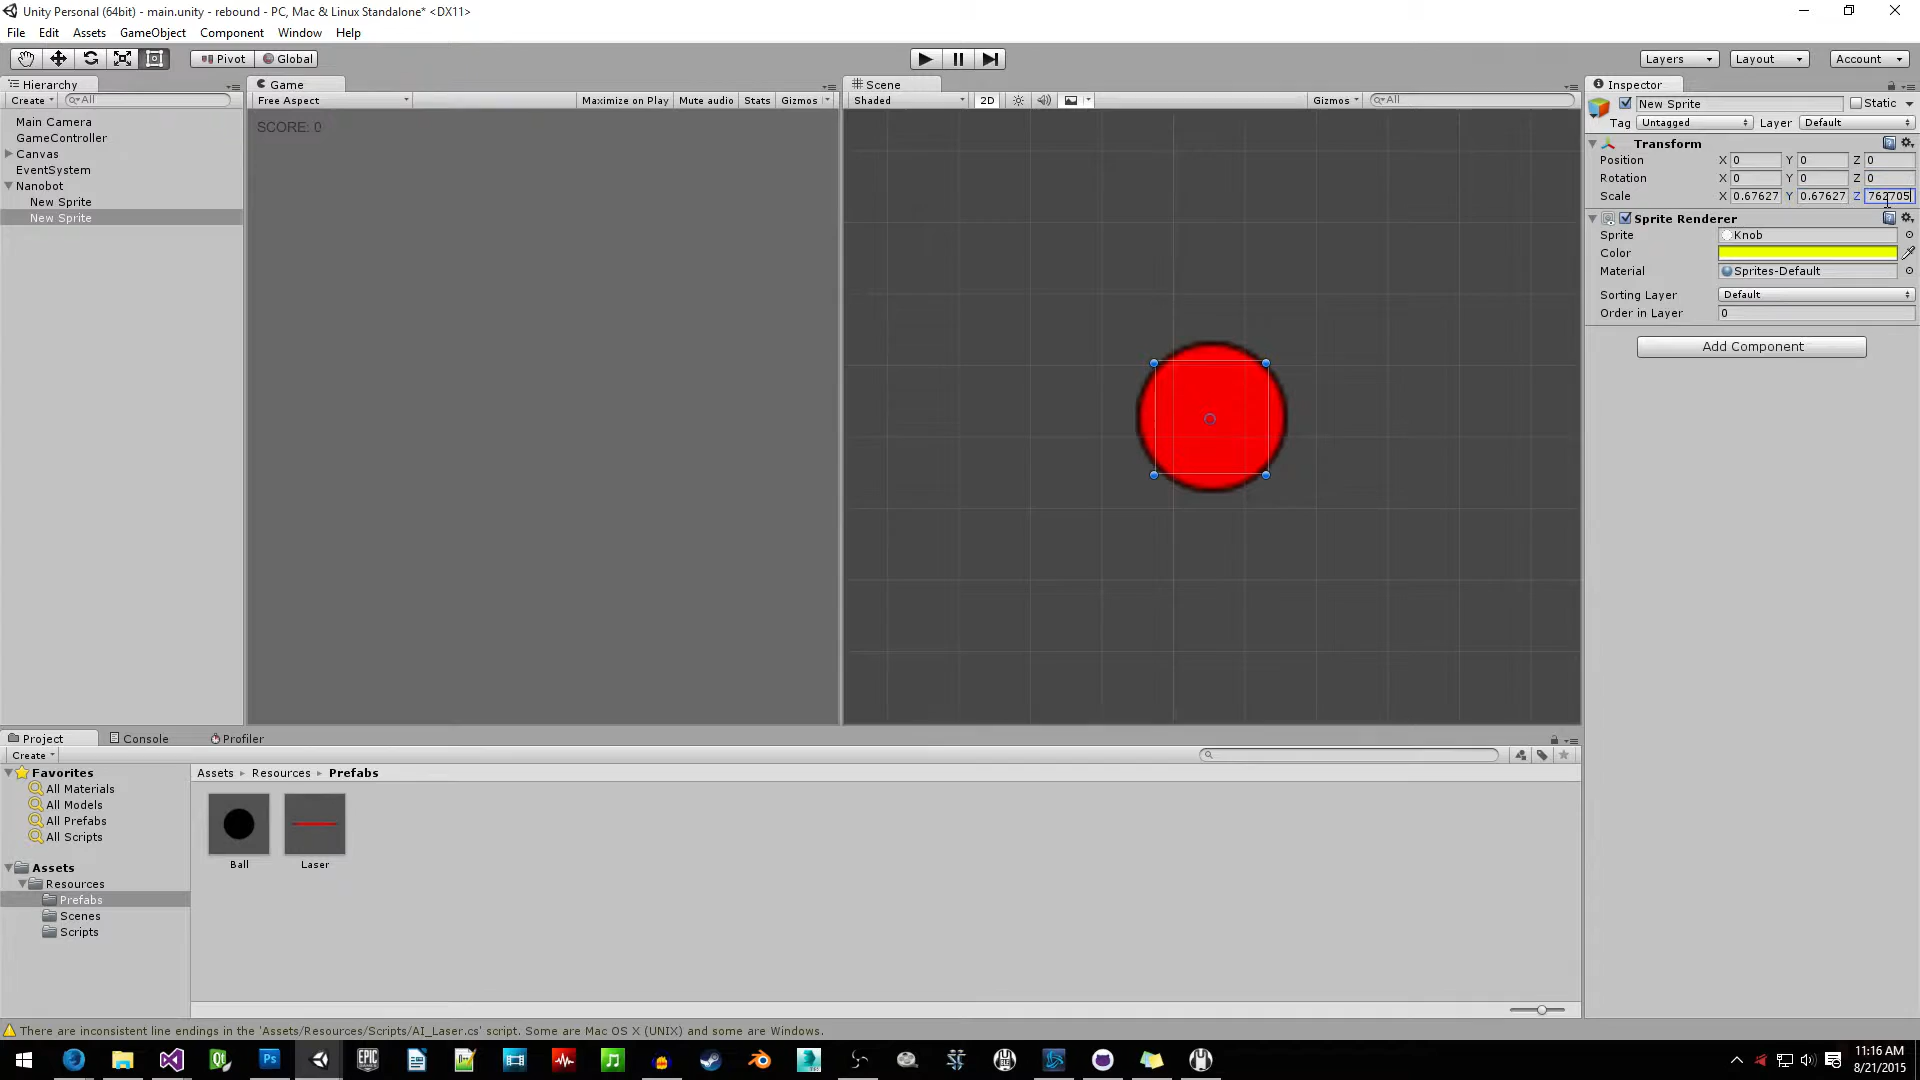 Unity Personal (64bit) - main.unity - rebound - PC, Mac & Linux Standalone* <DX11>
File Edit Assets GameObject Component Window Help
Pivot Global Layers Layout Account
Hierarchy
Create All
Main Camera
GameController
Canvas
EventSystem
Nanobot
New Sprite
New Sprite
Game
Free Aspect Maximize on Play Mute audio Stats Gizmos
SCORE: 0
Scene
Shaded 2D Gizmos All
Inspector
New Sprite Static
Tag Untagged Layer Default
Transform
Position X 0 Y 0 Z 0
Rotation X 0 Y 0 Z 0
Scale X 0.67627 Y 0.67627 Z 762705
Sprite Renderer
Sprite Knob
Color
Material Sprites-Default
Sorting Layer Default
Order in Layer 0
Add Component
Project Console Profiler
Create
Favorites
All Materials
All Models
All Prefabs
All Scripts
Assets
Resources
Prefabs
Scenes
Scripts
Assets Resources Prefabs
Ball Laser
There are inconsistent line endings in the 'Assets/Resources/Scripts/AI_Laser.cs' script. Some are Mac OS X (UNIX) and some are Windows.
11:16 AM
8/21/2015